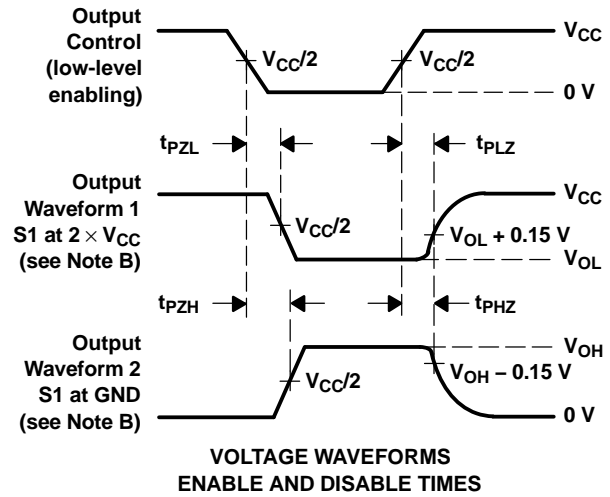 Output
Control
(low-level
enabling)
VCC/2
VCC/2
VCC
0 V
tPZL
tPLZ
Output
Waveform 1
S1 at 2 × VCC
(see Note B)
VCC/2
VCC
VOL + 0.15 V
VOL
tPZH
tPHZ
Output
Waveform 2
S1 at GND
(see Note B)
VCC/2
VOH
VOH − 0.15 V
0 V
VOLTAGE WAVEFORMS
ENABLE AND DISABLE TIMES